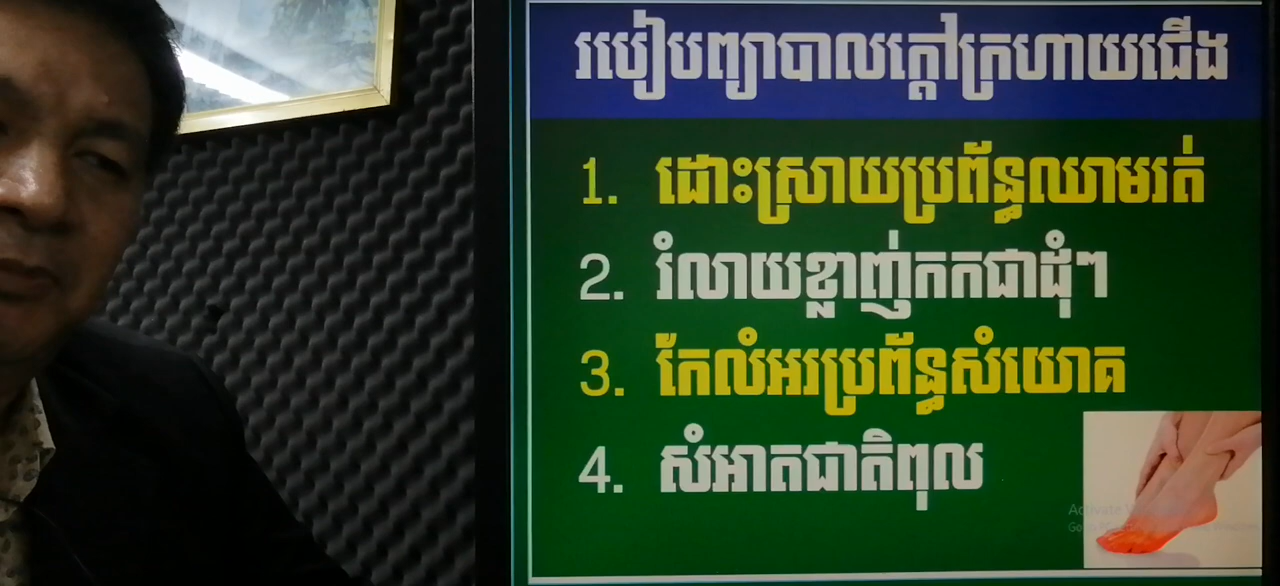 របៀបព្យាបាលក្ដៅក្រហាយជើង
1. ដោះស្រាយប្រព័ន្ធឈាមរត់
2. រំលាយខ្លាញ់កកជាដុំៗ
3. កែលំអរប្រព័ន្ធសំយោគ
4. សំអាតជាតិពុល